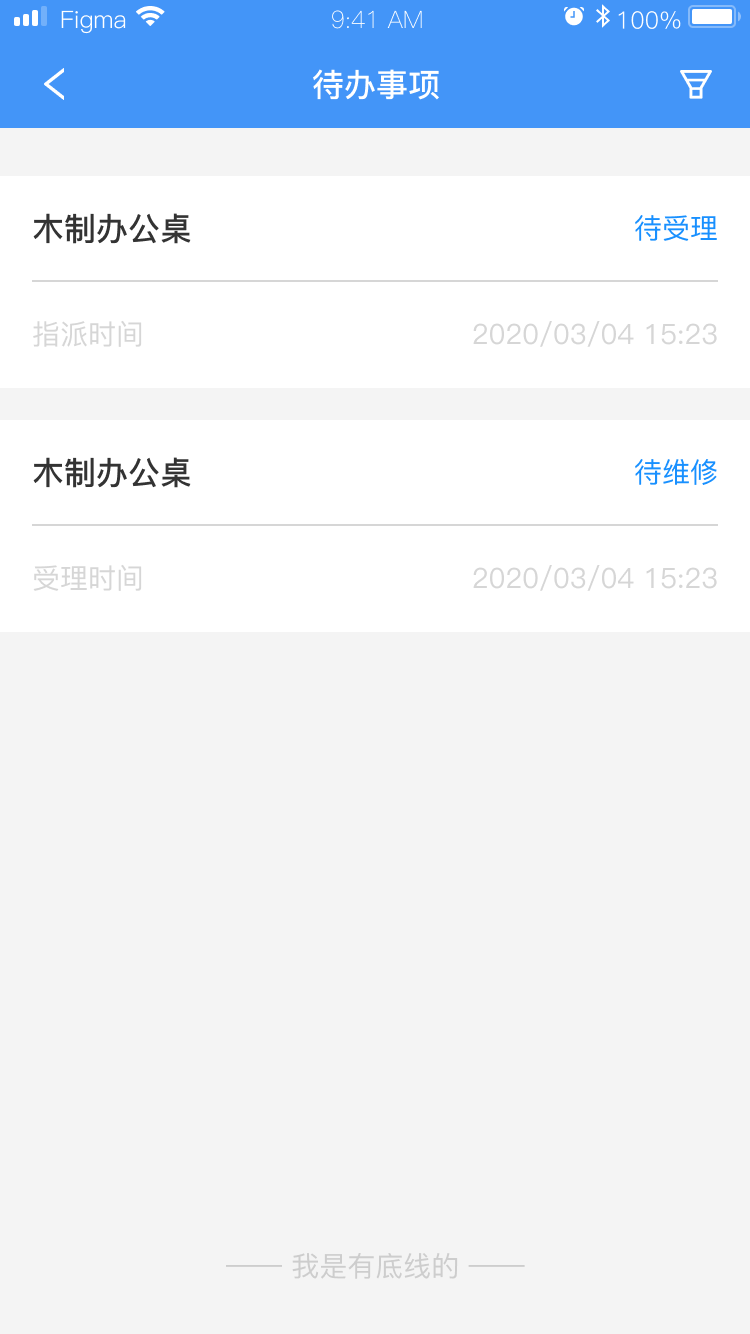 Figma 9:41 AM 100%
待办事项
木制办公桌 待受理
指派时间 2020/03/04 15:23
木制办公桌 待维修
受理时间 2020/03/04 15:23
我是有底线的